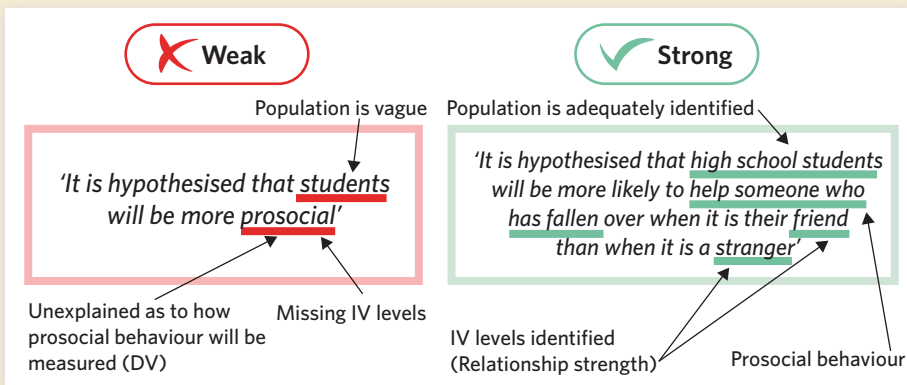 Weak
Population is vague
'It is hypothesised that students
will be more prosocial'
Unexplained as to how
prosocial behaviour will be
measured (DV)
Missing IV levels
Strong
Population is adequately identified
'It is hypothesised that high school students
will be more likely to help someone who
has fallen over when it is their friend
than when it is a stranger'
IV levels identified
(Relationship strength)
Prosocial behaviour